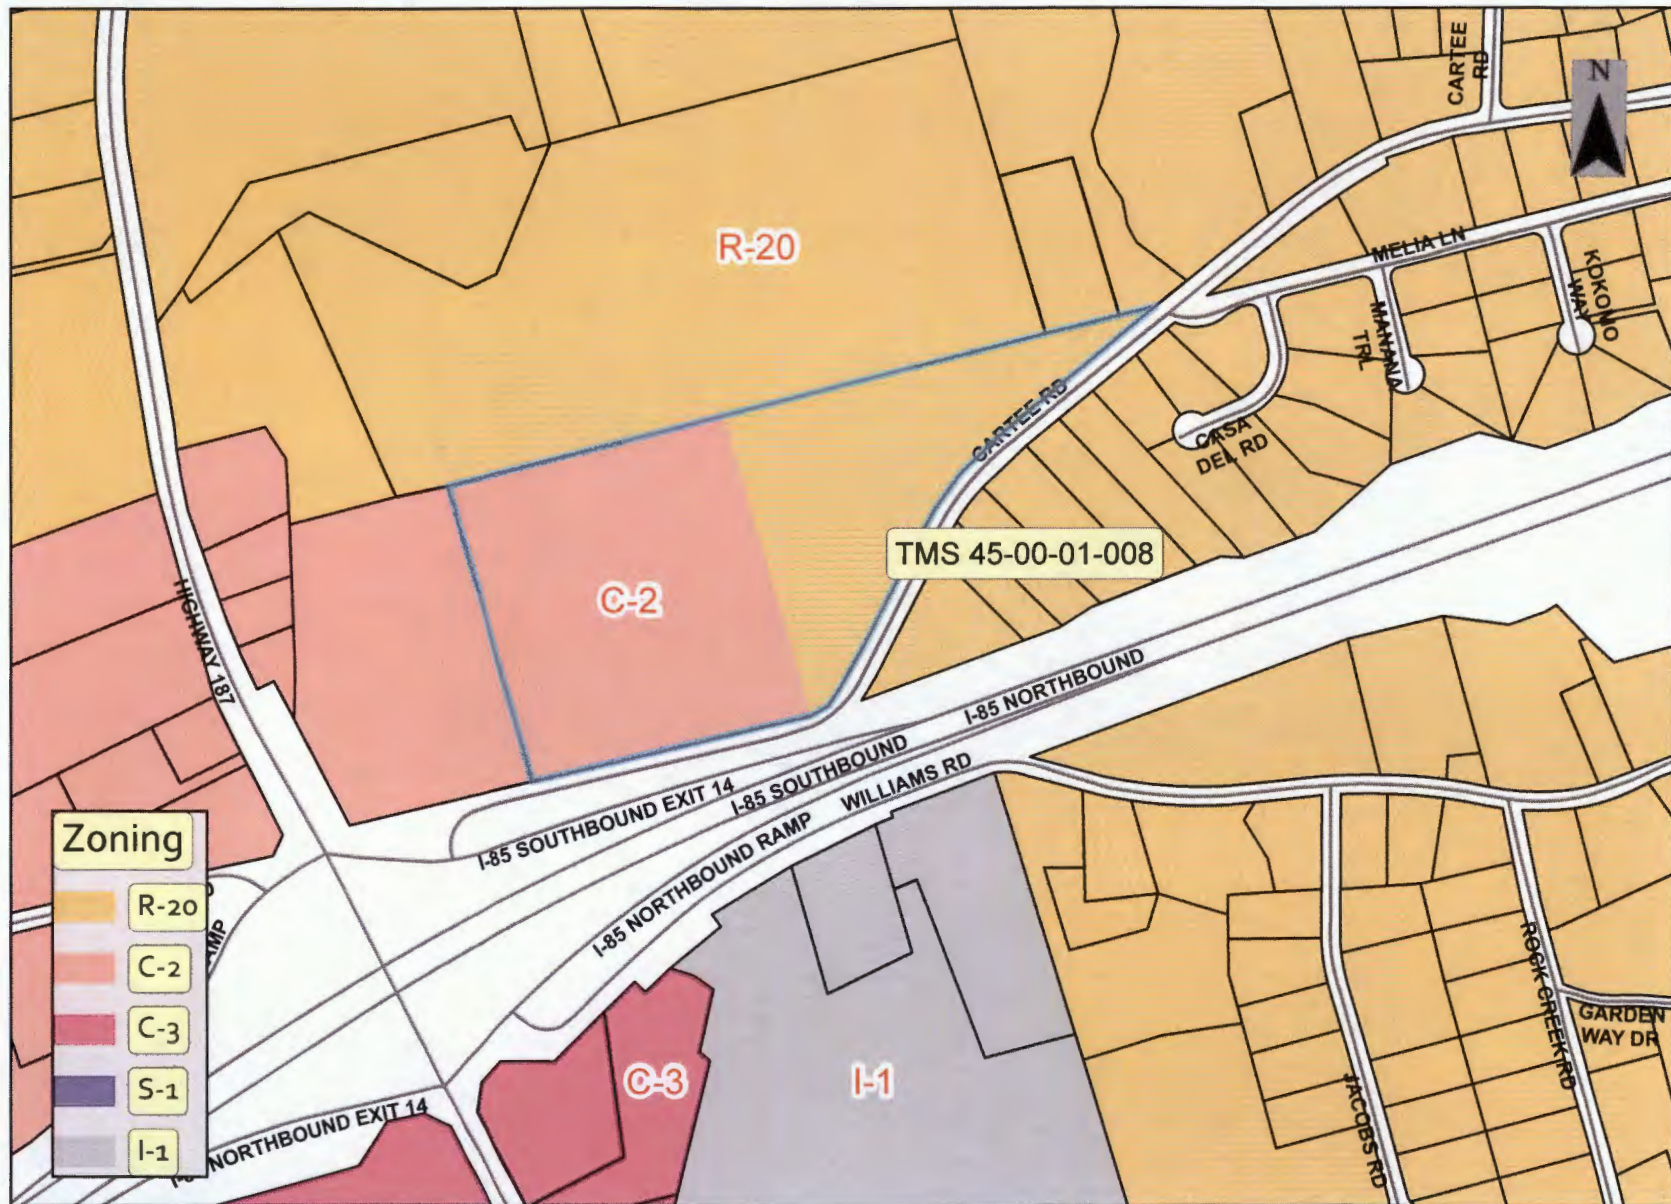 CARTEE
RD
N
R-20
MELIA LN
KOKOMO
WAY
MANANA
TRL
CARTEE RD
CASA
DEL RD
TMS 45-00-01-008
C-2
HIGHWAY 187
I-85 NORTHBOUND
I-85 SOUTHBOUND
I-85 SOUTHBOUND EXIT 14
WILLIAMS RD
I-85 NORTHBOUND RAMP
Zoning
R-20
C-2
C-3
S-1
I-1
C-3
I-1
ROCK CREEK RD
GARDEN
WAY DR
JACOBS RD
NORTHBOUND EXIT 14